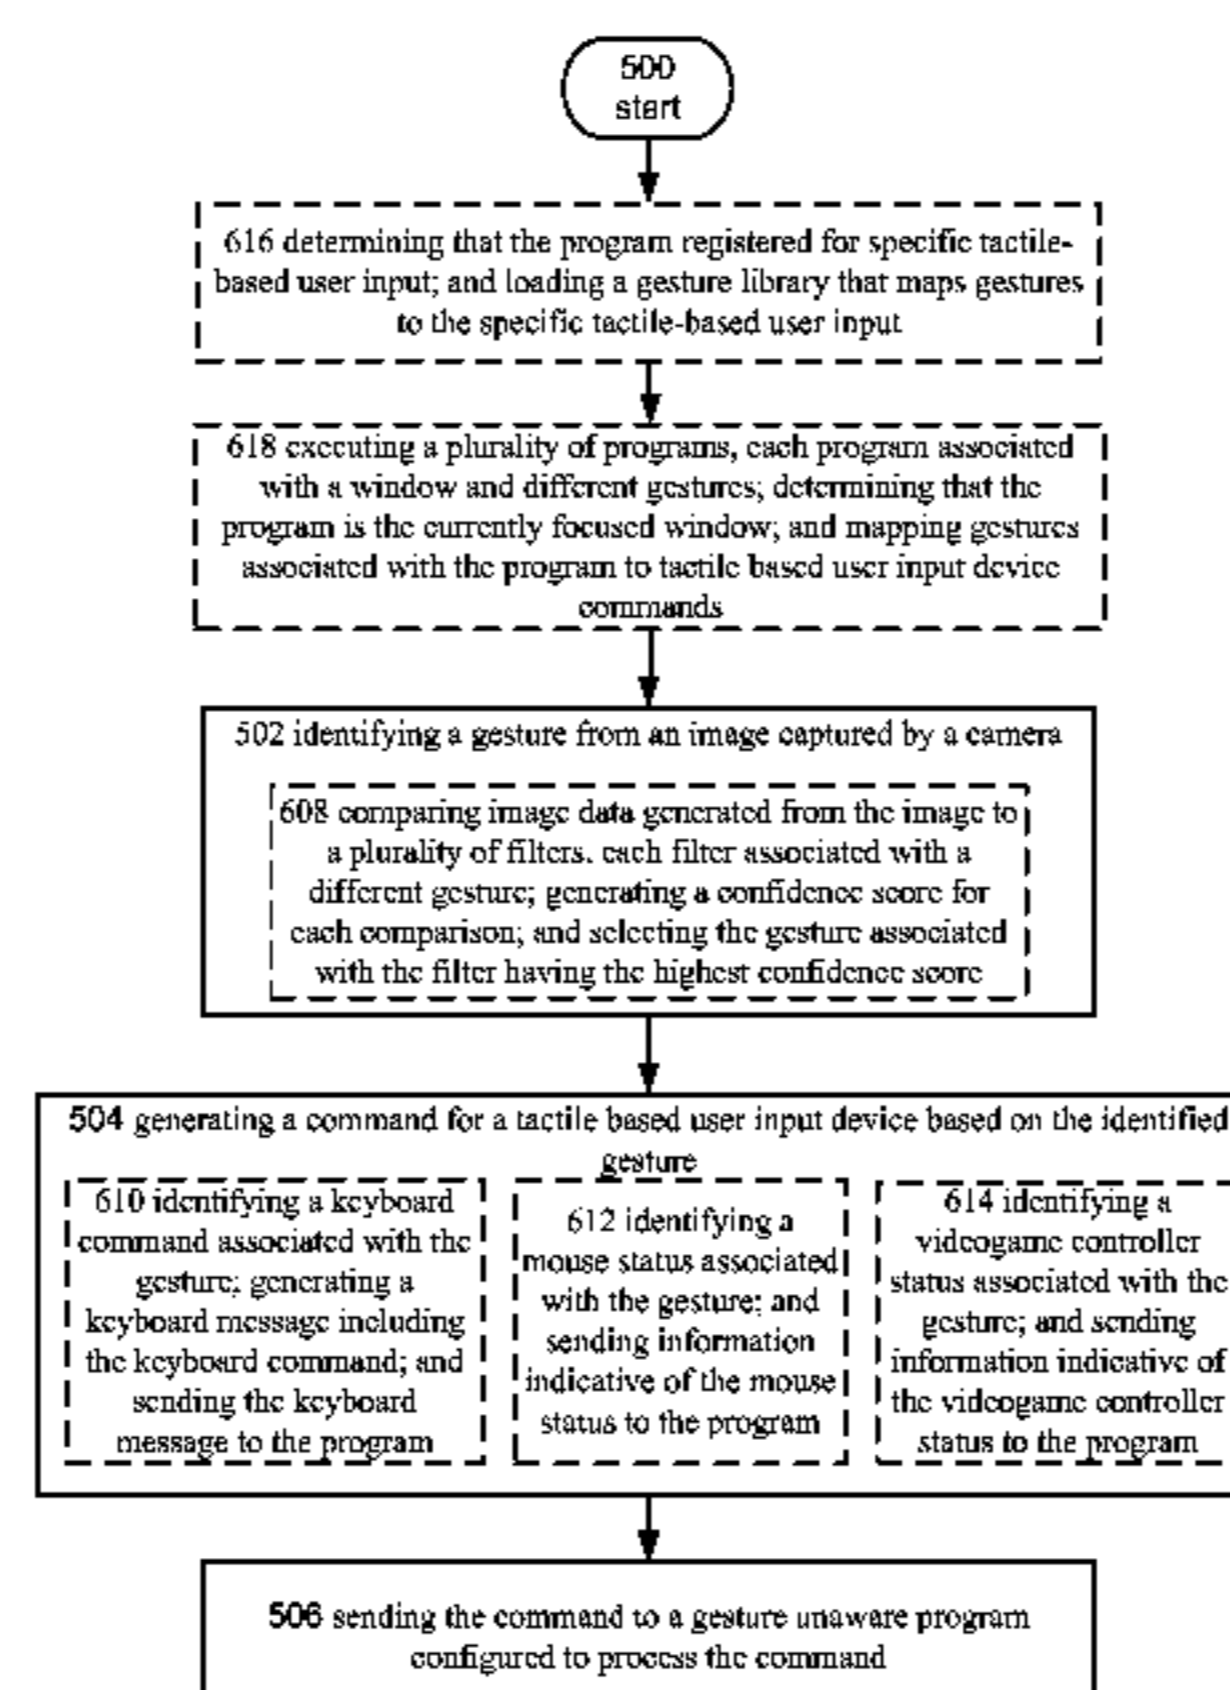 500
start
616 determining that the program registered for specific tactile-
based user input; and loading a gesture library that maps gestures
to the specific tactile-based user input
618 executing a plurality of programs, each program associated
with a window and different gestures; determining that the
program is the currently focused window; and mapping gestures
associated with the program to tactile based user input device
commands
502 identifying a gesture from an image captured by a camera
608 comparing image data generated from the image to
a plurality of filters. each filter associated with a
different gesture; generating a confidence score for
each comparison; and selecting the gesture associated
with the filter having the highest confidence score
504 generating a command for a tactile based user input device based on the identified
gesture
610 identifying a keyboard
command associated with the
gesture; generating a
keyboard message including
the keyboard command; and
sending the keyboard
message to the program
612 identifying a
mouse status associated
with the gesture; and
sending information
indicative of the mouse
status to the program
614 identifying a
videogame controller
status associated with the
gesture; and sending
information indicative of
the videogame controller
status to the program
506 sending the command to a gesture unaware program
configured to process the command